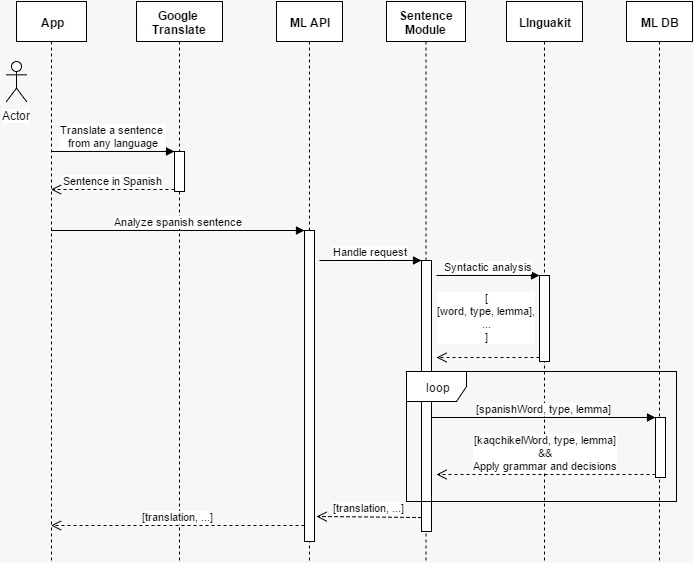 App
Google
Translate
ML API
Sentence
Module
LInguakit
ML DB
Actor
Translate a sentence
from any language
Sentence in Spanish
Analyze spanish sentence
Handle request
Syntactic analysis
[
[word, type, lemma],
...
]
loop
[spanishWord, type, lemma]
[kaqchikelWord, type, lemma]
&&
Apply grammar and decisions
[translation, ...]
[translation, ...]